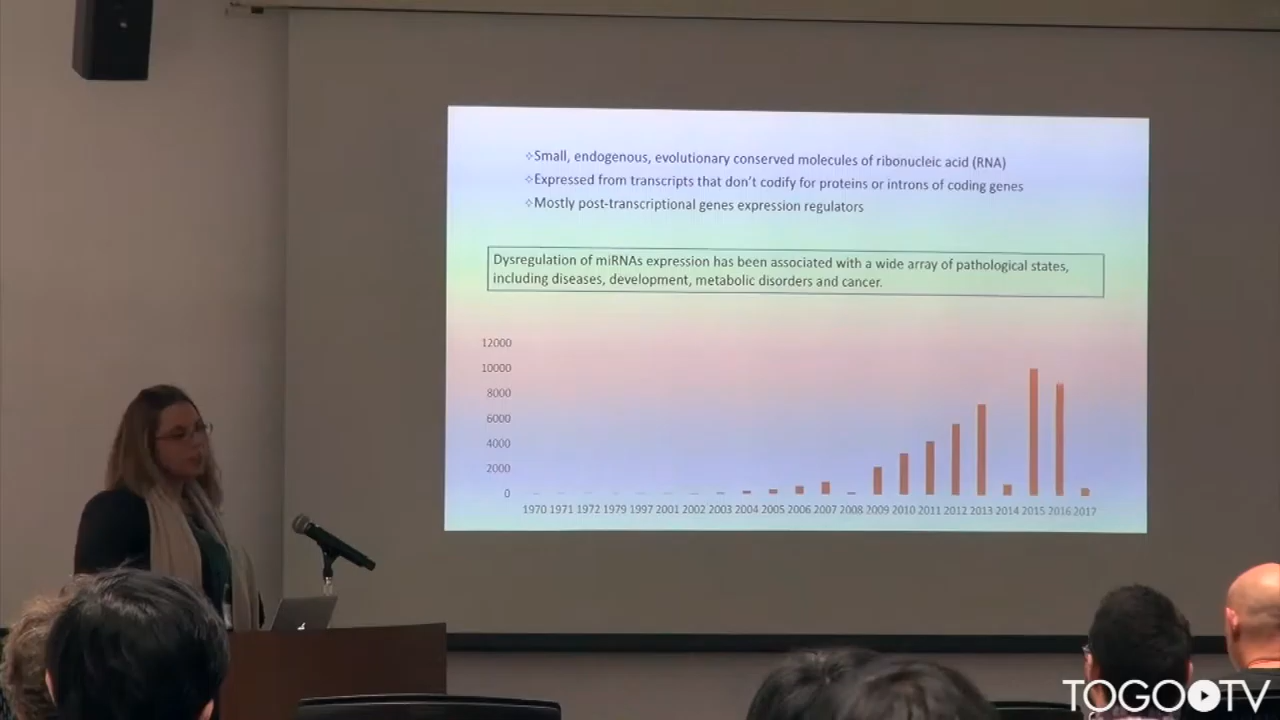 ✧Small, endogenous, evolutionary conserved molecules of ribonucleic acid (RNA)
✧Expressed from transcripts that don't codify for proteins or introns of coding genes
✧Mostly post-transcriptional genes expression regulators
Dysregulation of miRNAs expression has been associated with a wide array of pathological states,
including diseases, development, metabolic disorders and cancer.
12000
10000
8000
6000
4000
2000
0
1970 1971 1972 1979 1997 2001 2002 2003 2004 2005 2006 2007 2008 2009 2010 2011 2012 2013 2014 2015 2016 2017
TOGO TV